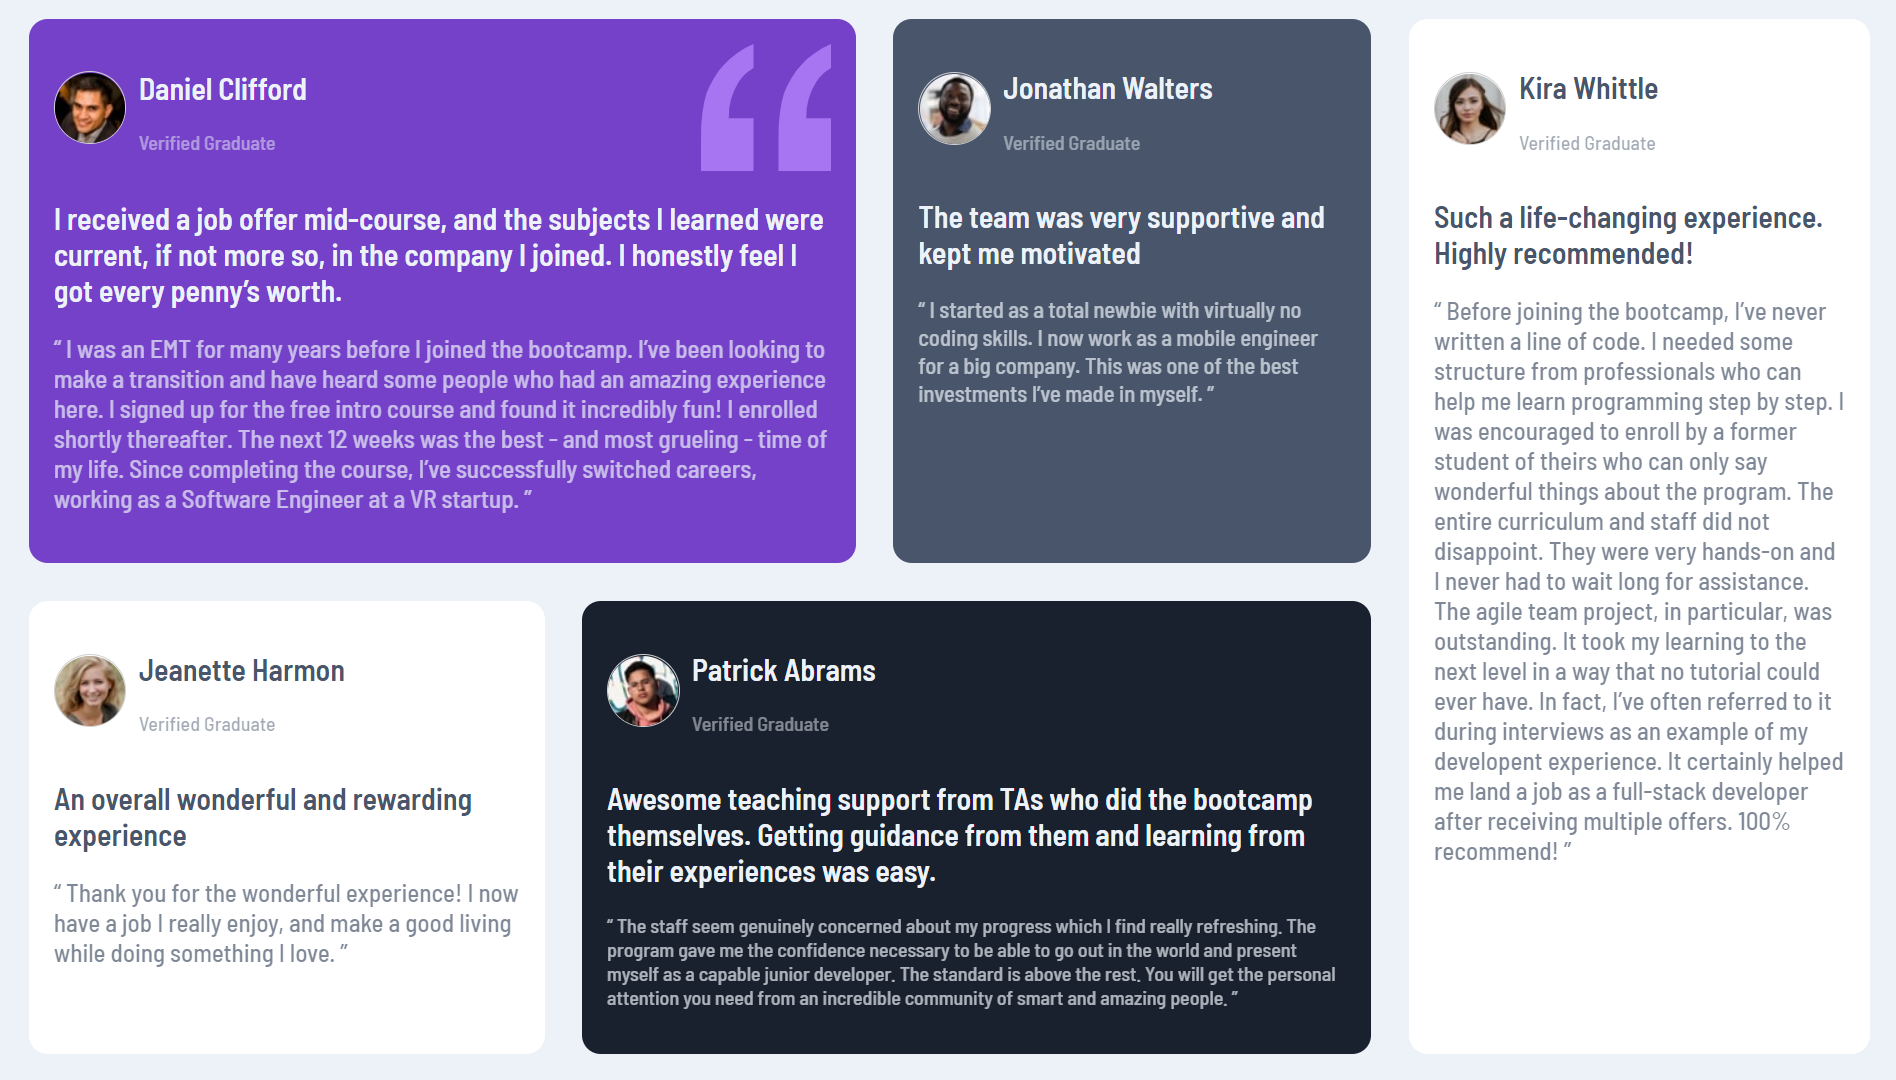 Daniel Clifford
Verified Graduate
I received a job offer mid-course, and the subjects I learned were
current, if not more so, in the company I joined. I honestly feel I
got every penny’s worth.
“ I was an EMT for many years before I joined the bootcamp. I’ve been looking to
make a transition and have heard some people who had an amazing experience
here. I signed up for the free intro course and found it incredibly fun! I enrolled
shortly thereafter. The next 12 weeks was the best - and most grueling - time of
my life. Since completing the course, I’ve successfully switched careers,
working as a Software Engineer at a VR startup. ”
Jonathan Walters
Verified Graduate
The team was very supportive and
kept me motivated
“ I started as a total newbie with virtually no
coding skills. I now work as a mobile engineer
for a big company. This was one of the best
investments I’ve made in myself. ”
Kira Whittle
Verified Graduate
Such a life-changing experience.
Highly recommended!
“ Before joining the bootcamp, I’ve never
written a line of code. I needed some
structure from professionals who can
help me learn programming step by step. I
was encouraged to enroll by a former
student of theirs who can only say
wonderful things about the program. The
entire curriculum and staff did not
disappoint. They were very hands-on and
I never had to wait long for assistance.
The agile team project, in particular, was
outstanding. It took my learning to the
next level in a way that no tutorial could
ever have. In fact, I’ve often referred to it
during interviews as an example of my
developent experience. It certainly helped
me land a job as a full-stack developer
after receiving multiple offers. 100%
recommend! ”
Jeanette Harmon
Verified Graduate
An overall wonderful and rewarding
experience
“ Thank you for the wonderful experience! I now
have a job I really enjoy, and make a good living
while doing something I love. ”
Patrick Abrams
Verified Graduate
Awesome teaching support from TAs who did the bootcamp
themselves. Getting guidance from them and learning from
their experiences was easy.
“ The staff seem genuinely concerned about my progress which I find really refreshing. The
program gave me the confidence necessary to be able to go out in the world and present
myself as a capable junior developer. The standard is above the rest. You will get the personal
attention you need from an incredible community of smart and amazing people. ”